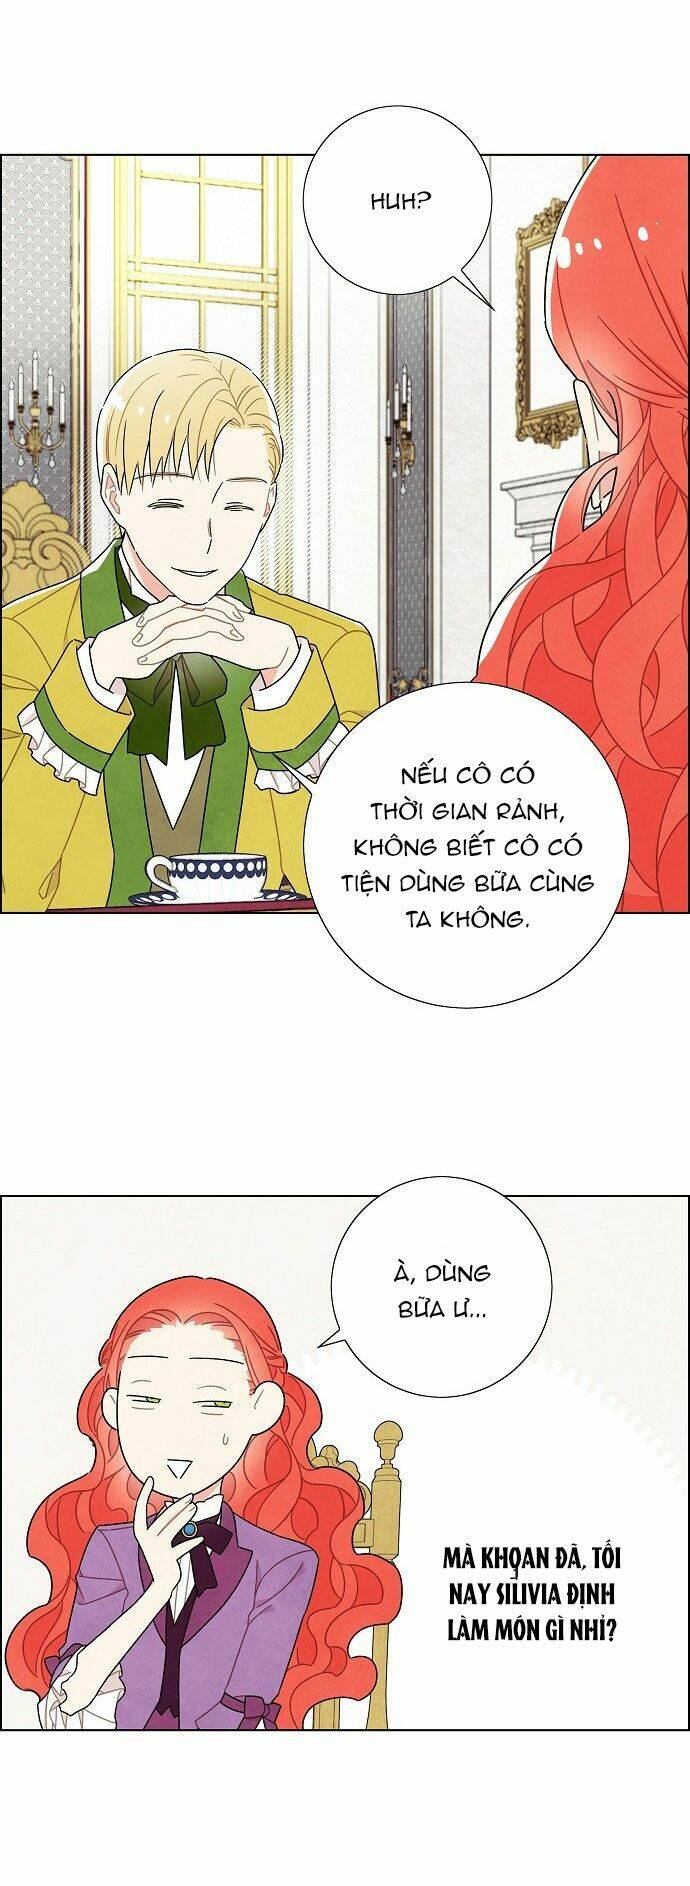 HUH?
NẾU CÔ CÓ
THỜI GIAN RẢNH,
KHÔNG BIẾT CÔ CÓ
TIỆN DÙNG BỮA CÙNG
TA KHÔNG.
À, DÙNG
BỮA Ư...
MÀ KHOAN ĐÃ, TỐI
NAY SILIVIA ĐỊNH
LÀM MÓN GÌ NHỈ?